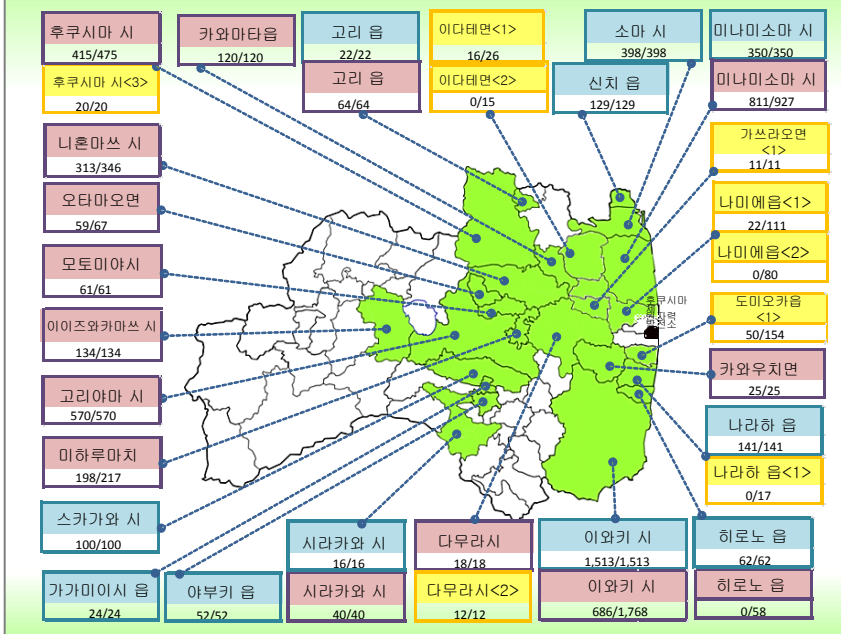 후쿠시마 시
415/475
후쿠시마 시<3>
20/20
카와마타읍
120/120
고리 읍
22/22
고리 읍
64/64
이다테면<1>
16/26
이다테면<2>
0/15
소마 시
398/398
신치 읍
129/129
미나미소마 시
350/350
미나미소마 시
811/927
가쓰라오면
<1>
11/11
니혼마쓰 시
313/346
오타마오면
59/67
모토미야시
61/61
이이즈와카마쓰 시
134/134
고리야마 시
570/570
미하루마치
198/217
스카가와 시
100/100
가가미이시 읍
24/24
야부키 읍
52/52
시라카와 시
16/16
시라카와 시
40/40
다무라시
18/18
다무라시<2>
12/12
이와키 시
1,513/1,513
이와키 시
686/1,768
히로노 읍
62/62
히로노 읍
0/58
나미에읍<1>
22/111
나미에읍<2>
0/80
후쿠시마
도미오카읍
<1>
50/154
카와우치면
25/25
나라하 읍
141/141
나라하 읍<1>
0/17